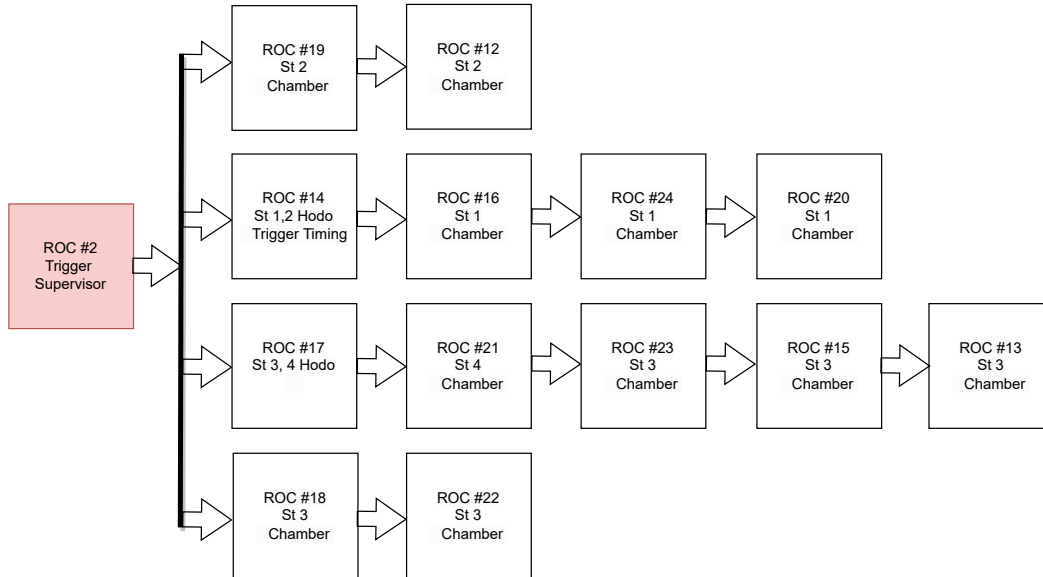 ROC #19
St 2
Chamber
ROC #12
St 2
Chamber
ROC #14
St 1,2 Hodo
Trigger Timing
ROC #16
St 1
Chamber
ROC #24
St 1
Chamber
ROC #20
St 1
Chamber
ROC #2
Trigger
Supervisor
ROC #17
St 3, 4 Hodo
ROC #21
St 4
Chamber
ROC #23
St 3
Chamber
ROC #15
St 3
Chamber
ROC #13
St 3
Chamber
ROC #18
St 3
Chamber
ROC #22
St 3
Chamber